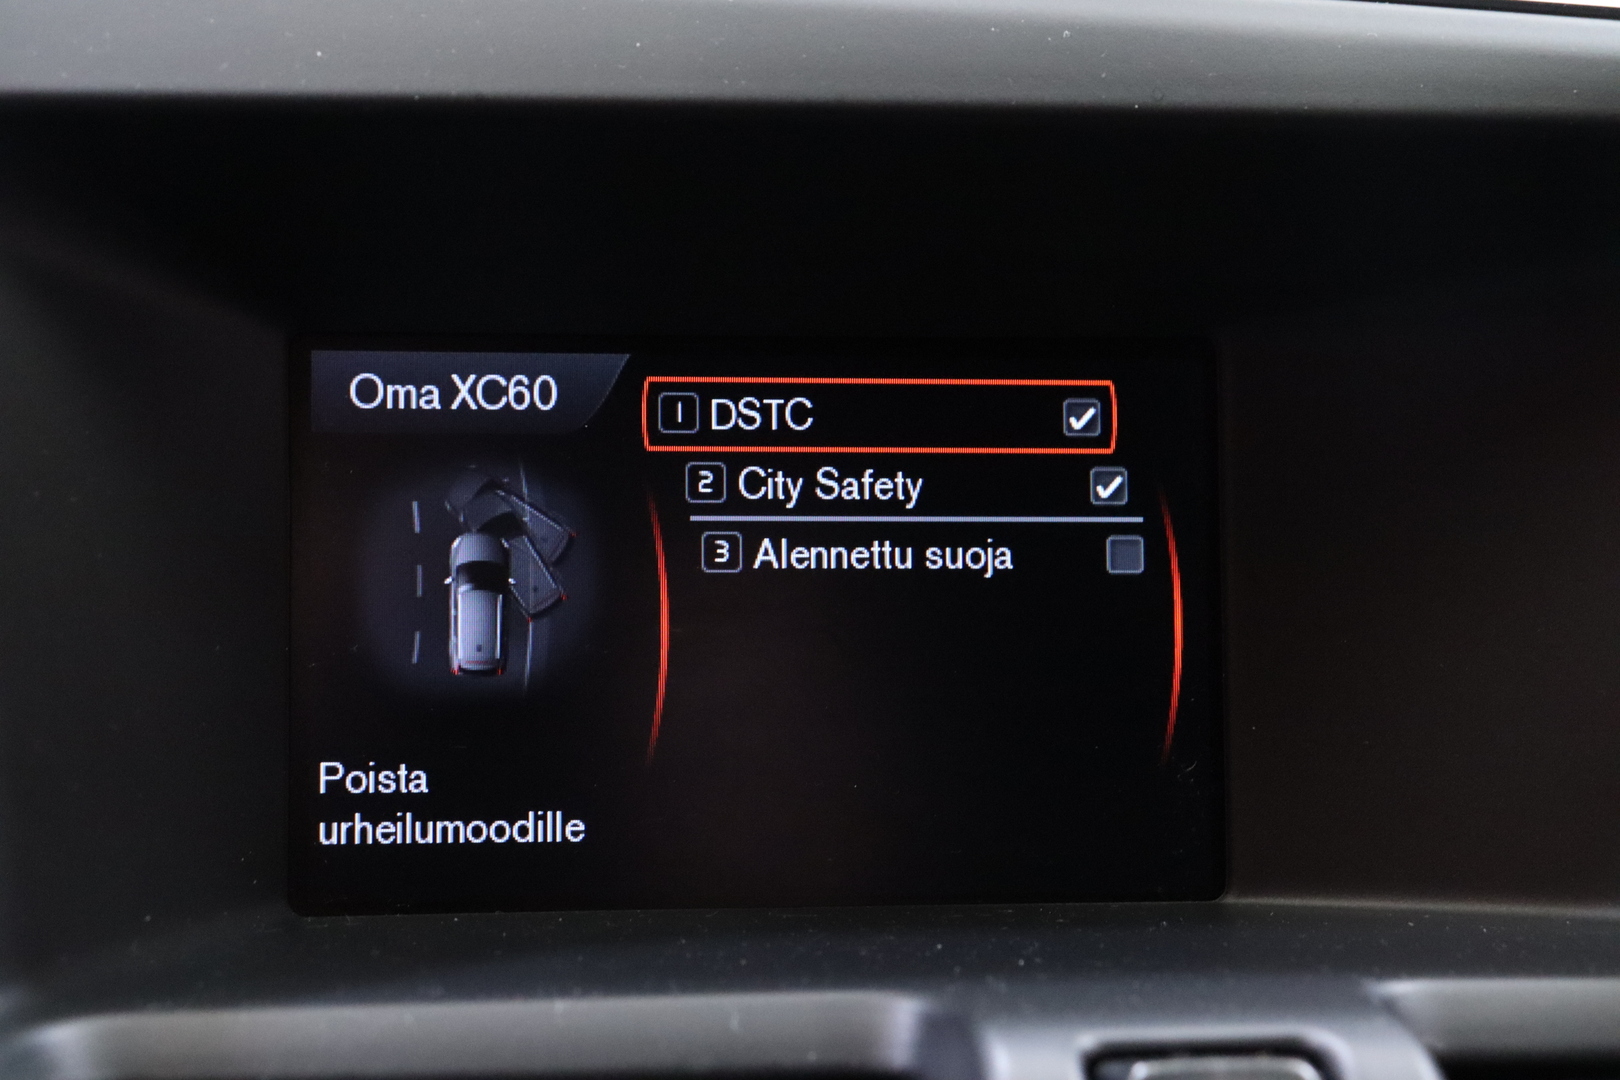 Oma XC60
1 DSTC
2 City Safety
3 Alennettu suoja
Poista
urheilumoodille